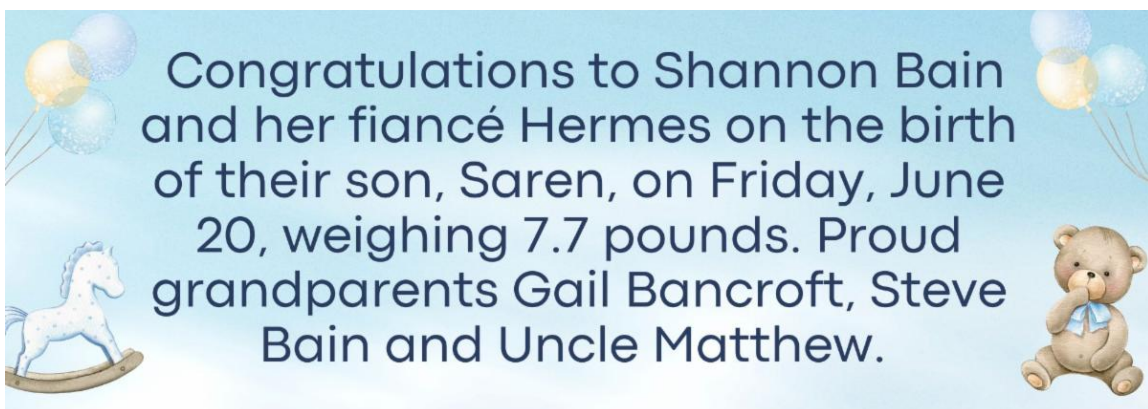 Congratulations to Shannon Bain
and her fiancé Hermes on the birth
of their son, Saren, on Friday, June
20, weighing 7.7 pounds. Proud
grandparents Gail Bancroft, Steve
Bain and Uncle Matthew.